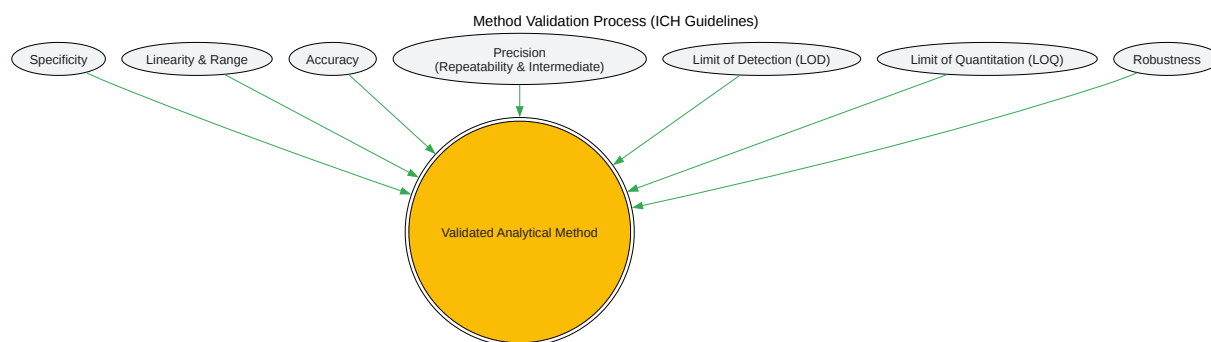 Method Validation Process (ICH Guidelines)
Specificity
Linearity & Range
Accuracy
Precision
(Repeatability & Intermediate)
Limit of Detection (LOD)
Limit of Quantitation (LOQ)
Robustness
Validated Analytical Method